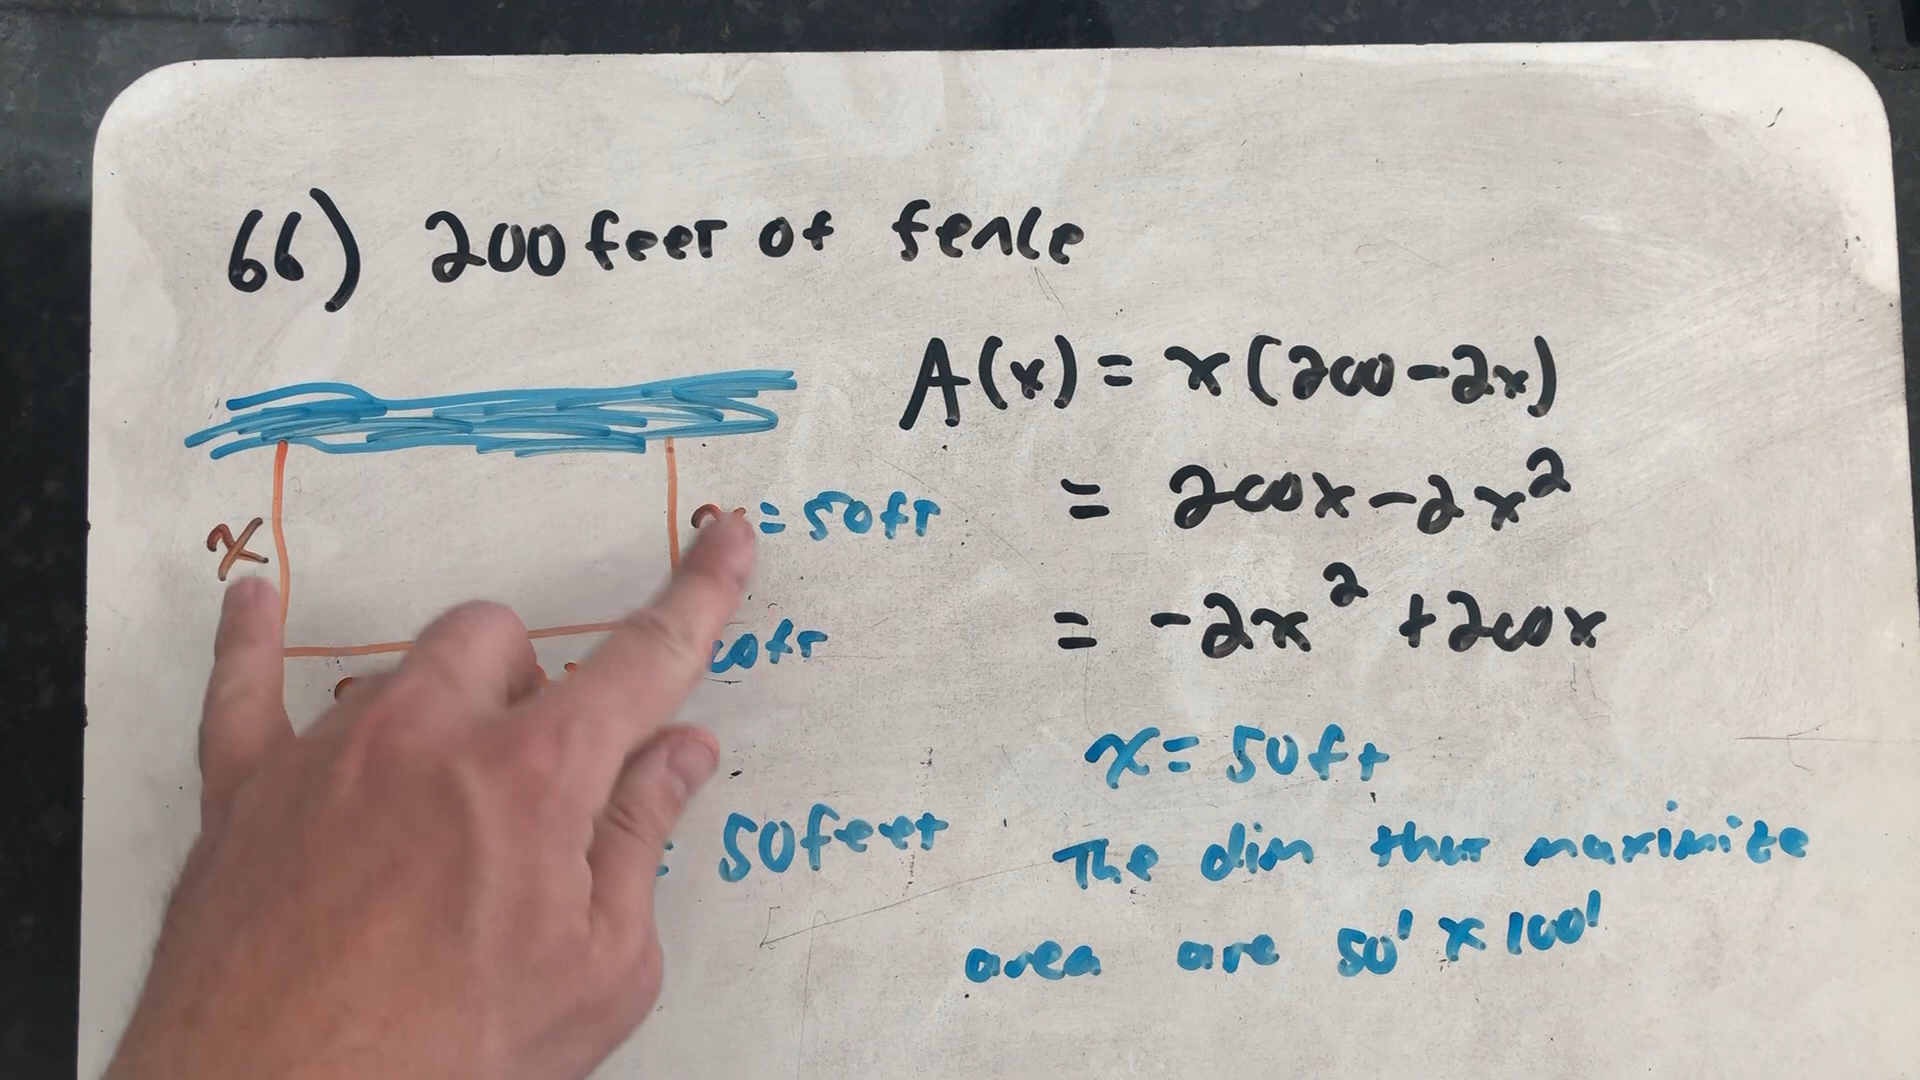 66) 200 feet of fence
A(x) = x(200-2x)
= 200x-2x²
= -2x² +200x
x
= 50ft
x = 50ft
= 50feet
The dim that maximize
area are 50' x 100'